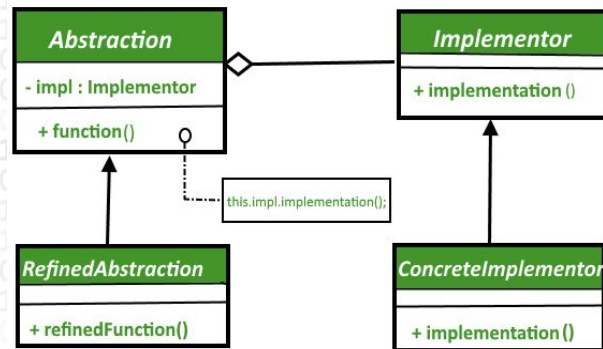 Abstraction
- impl : Implementor
+ function()
Implementor
+ implementation()
this.impl.implementation();
RefinedAbstraction
+ refinedFunction()
ConcreteImplementor
+ implementation()